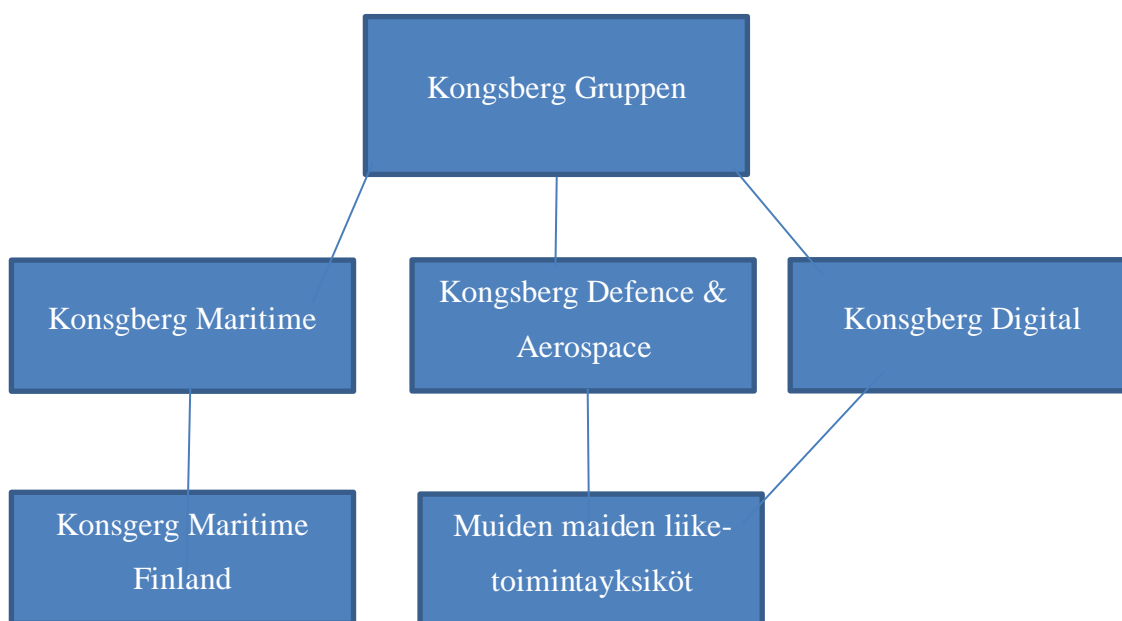 Kongsberg Gruppen
Konsgberg Maritime
Kongsberg Defence &
Aerospace
Konsgberg Digital
Konsgerg Maritime
Finland
Muiden maiden liike-
toimintayksiköt